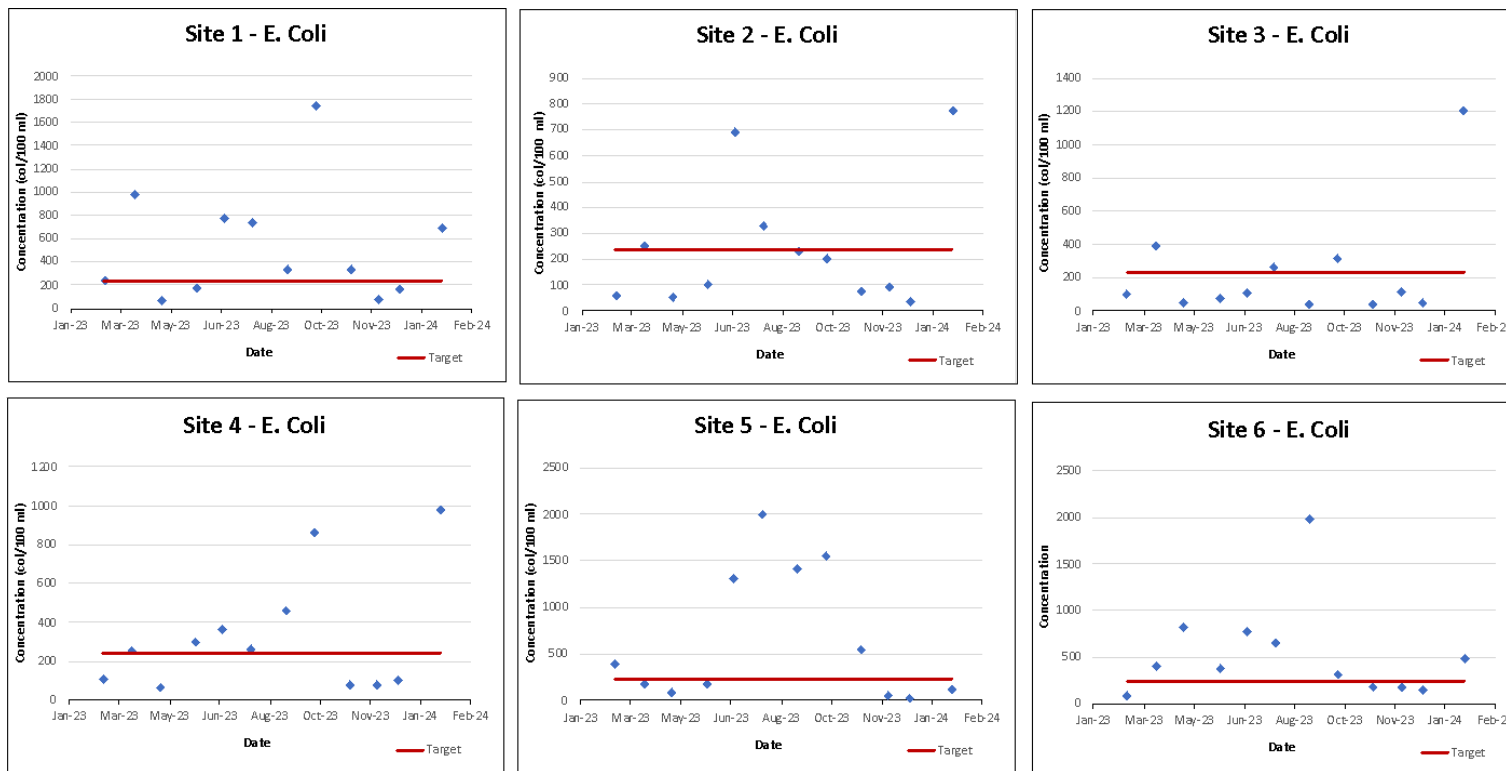 Site 1 - E. Coli
Concentration (col/100 ml)
2000
1800
1600
1400
1200
1000
800
600
400
200
0
Jan-23 Mar-23 May-23 Jun-23 Aug-23 Oct-23 Nov-23 Jan-24 Feb-24
Date
Target
Site 2 - E. Coli
Concentration (col/100 ml)
900
800
700
600
500
400
300
200
100
0
Jan-23 Mar-23 May-23 Jun-23 Aug-23 Oct-23 Nov-23 Jan-24 Feb-24
Date
Target
Site 3 - E. Coli
Concentration (col/100 ml)
1400
1200
1000
800
600
400
200
0
Jan-23 Mar-23 May-23 Jun-23 Aug-23 Oct-23 Nov-23 Jan-24 Feb-24
Date
Target
Site 4 - E. Coli
Concentration (col/100 ml)
1200
1000
800
600
400
200
0
Jan-23 Mar-23 May-23 Jun-23 Aug-23 Oct-23 Nov-23 Jan-24 Feb-24
Date
Target
Site 5 - E. Coli
Concentration (col/100 ml)
2500
2000
1500
1000
500
0
Jan-23 Mar-23 May-23 Jun-23 Aug-23 Oct-23 Nov-23 Jan-24 Feb-24
Date
Target
Site 6 - E. Coli
Concentration
2500
2000
1500
1000
500
0
Jan-23 Mar-23 May-23 Jun-23 Aug-23 Oct-23 Nov-23 Jan-24 Feb-24
Date
Target